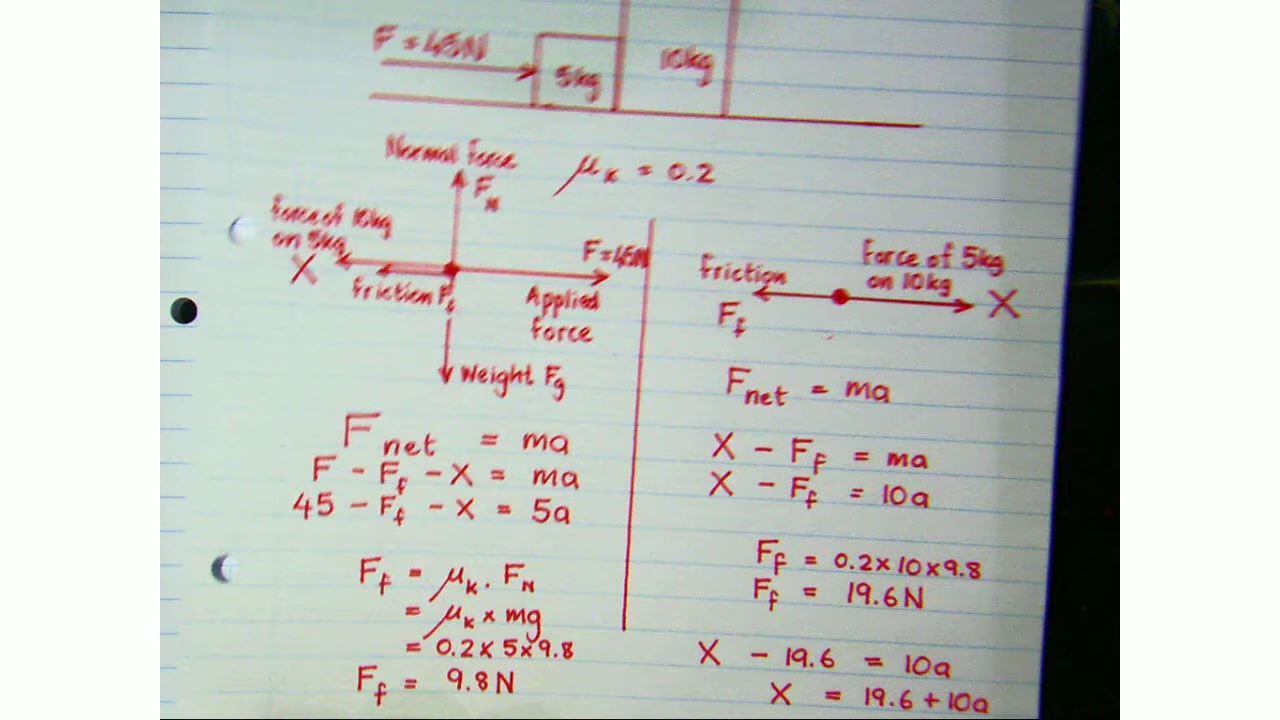 F = 45N
5kg
10kg
Normal force
F_N
μ_K = 0.2
force of 10kg
on 5kg
X
friction F_f
F=45N
Applied
force
Weight F_g
F_net = ma
F - F_f - X = ma
45 - F_f - X = 5a
F_f = μ_K . F_N
= μ_K x mg
= 0.2 x 5 x 9.8
F_f = 9.8 N
friction
F_f
Force of 5kg
on 10kg
X
F_net = ma
X - F_f = ma
X - F_f = 10a
F_f = 0.2 x 10 x 9.8
F_f = 19.6 N
X - 19.6 = 10a
X = 19.6 + 10a